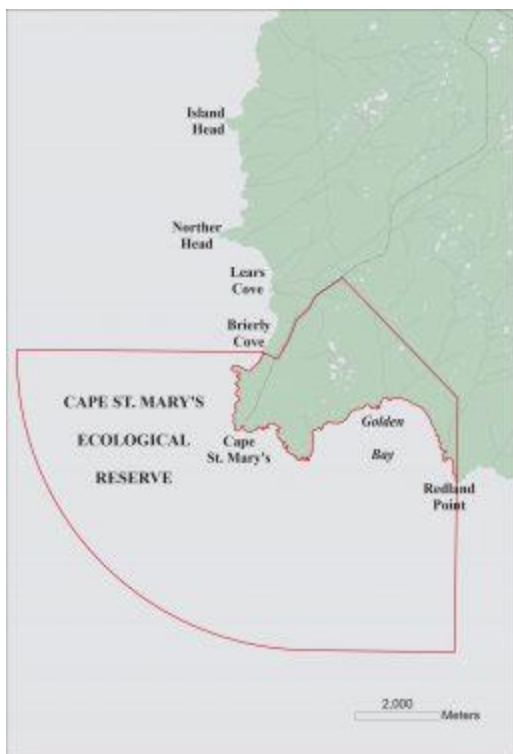 Island
Head
Norther
Head
Lears
Cove
Brierly
Cove
CAPE ST. MARY'S
ECOLOGICAL
RESERVE
Cape
St. Mary's
Golden
Bay
Redland
Point
2,000
Meters